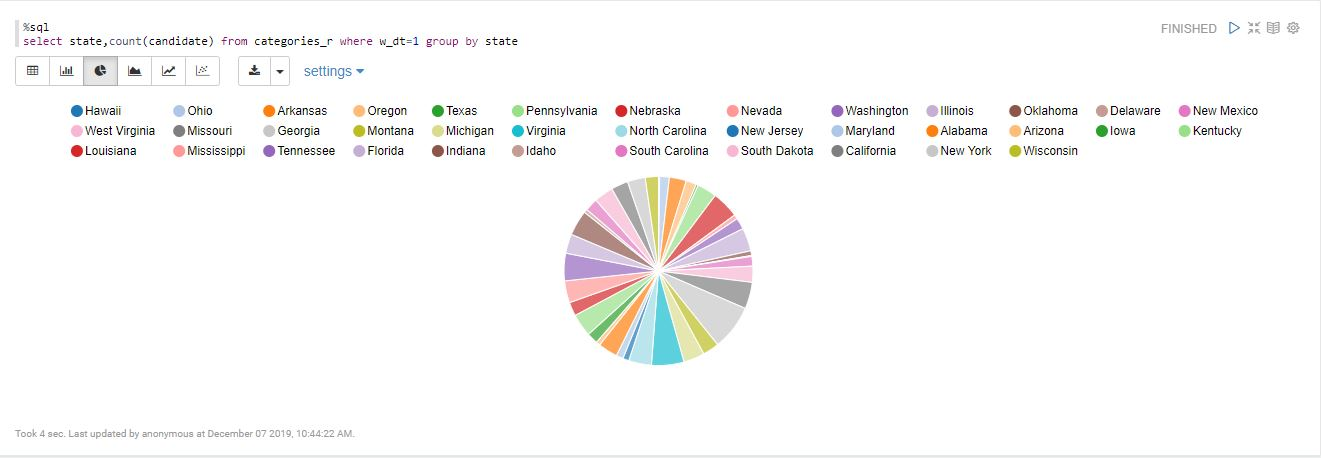 %sql
select state,count(candidate) from categories_r where w_dt=1 group by state
FINISHED
settings
Hawaii Ohio Arkansas Oregon Texas Pennsylvania Nebraska Nevada Washington Illinois Oklahoma Delaware New Mexico
West Virginia Missouri Georgia Montana Michigan Virginia North Carolina New Jersey Maryland Alabama Arizona Iowa Kentucky
Louisiana Mississippi Tennessee Florida Indiana Idaho South Carolina South Dakota California New York Wisconsin
Took 4 sec. Last updated by anonymous at December 07 2019, 10:44:22 AM.